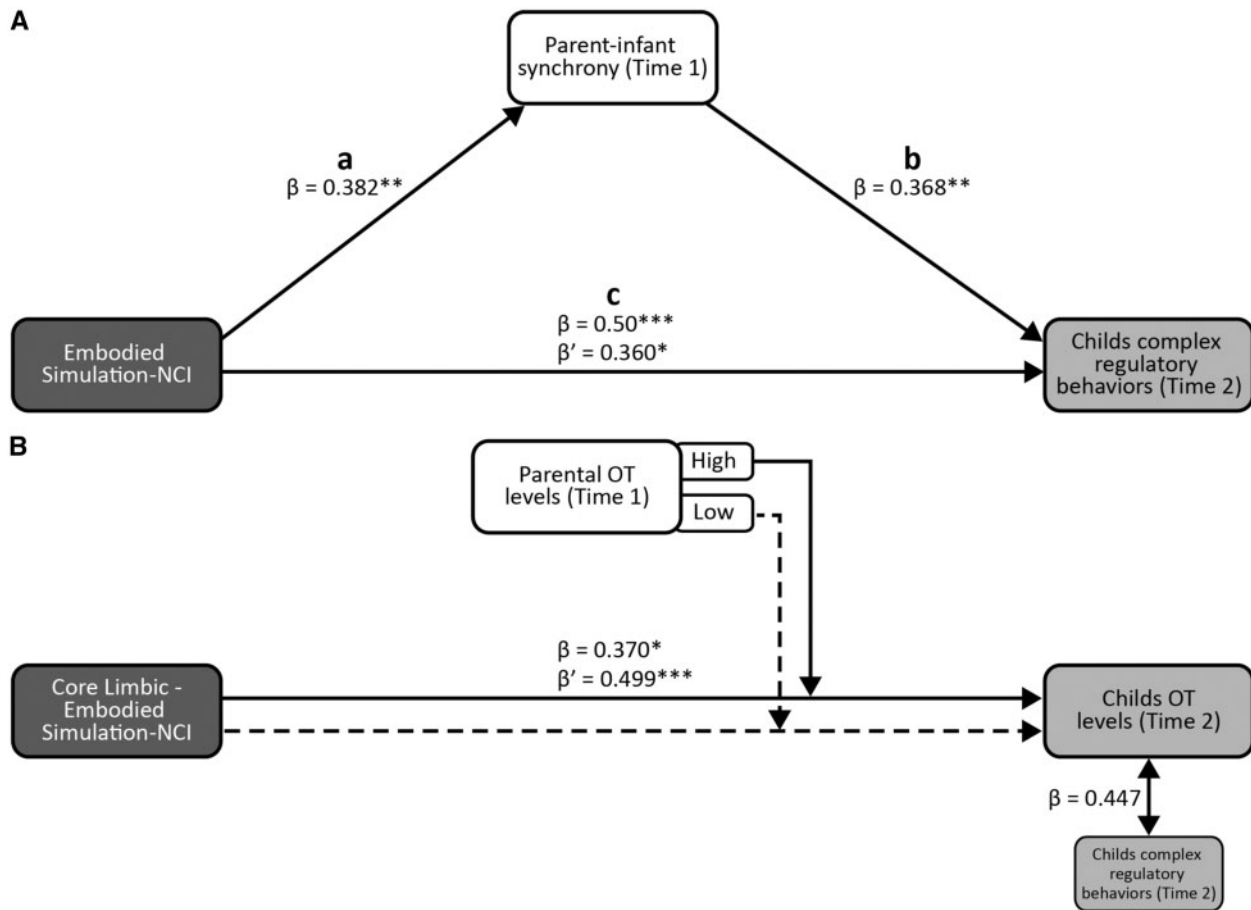 A
Parent-infant
synchrony (Time 1)
a
β = 0.382**
b
β = 0.368**
c
β = 0.50***
β’ = 0.360*
Embodied
Simulation-NCI
Childs complex
regulatory
behaviors (Time 2)
B
Parental OT
levels (Time 1)
High
Low
β = 0.370*
β’ = 0.499***
Core Limbic -
Embodied
Simulation-NCI
Childs OT
levels (Time 2)
β = 0.447
Childs complex
regulatory
behaviors (Time 2)